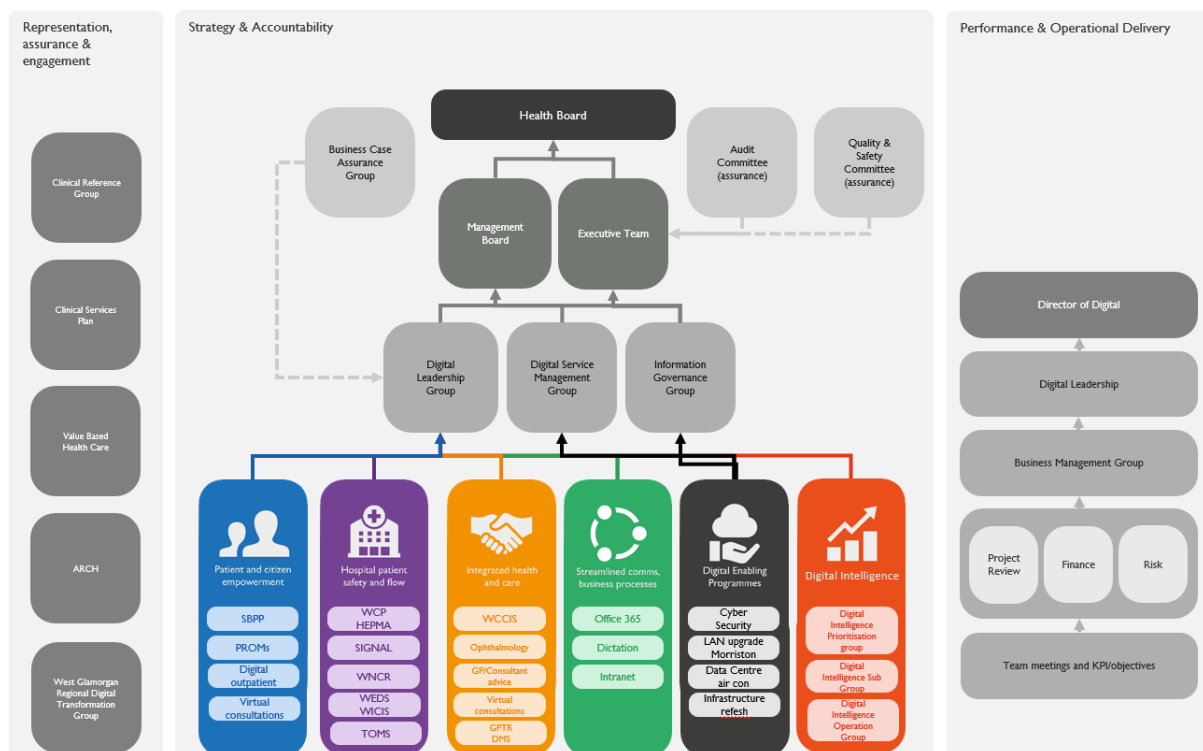 Representation,
assurance &
engagement
Clinical Reference
Group
Clinical Services
Plan
Value Based
Health Care
ARCH
West Glamorgan
Regional Digital
Transformation
Group
Strategy & Accountability
Health Board
Business Case
Assurance
Group
Audit
Committee
(assurance)
Quality &
Safety
Committee
(assurance)
Management
Board
Executive Team
Digital
Leadership
Group
Digital Service
Management
Group
Information
Governance
Group
Patient and citizen
empowerment
SBPP
PROMs
Digital
outpatient
Virtual
consultations
Hospital patient
safety and flow
WCP
HEPMA
SIGNAL
WNCR
WEDS
WICIS
TOMS
Integrated health
and care
WCCIS
Ophthalmology
GP/Consultant
advice
Virtual
consultations
GPTR
DMS
Streamlined comms,
business processes
Office 365
Dictation
Intranet
Digital Enabling
Programmes
Cyber
Security
LAN upgrade
Morriston
Data Centre
air con
Infrastructure
refesh
Digital Intelligence
Digital
Intelligence
Prioritisation
group
Digital
Intelligence Sub
Group
Digital
Intelligence
Operation
Group
Performance & Operational Delivery
Director of Digital
Digital Leadership
Business Management Group
Project
Review
Finance
Risk
Team meetings and KPI/objectives